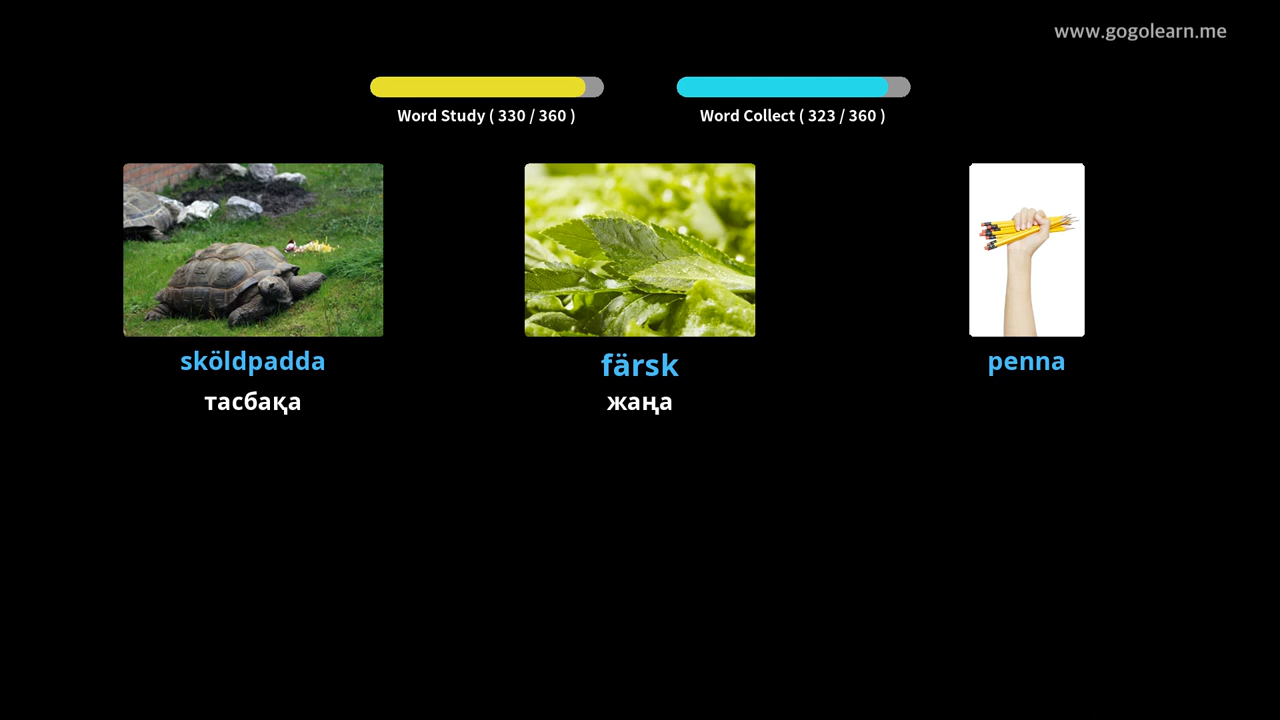 www.gogolearn.me
Word Study ( 330 / 360 )
Word Collect ( 323 / 360 )
sköldpadda
färsk
penna
тасбақа
жаңа